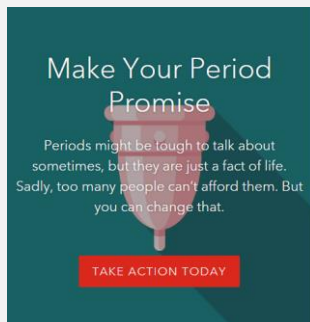 Make Your Period
Promise
Periods might be tough to talk about
sometimes, but they are just a fact of life.
Sadly, too many people can't afford them. But
you can change that.
TAKE ACTION TODAY